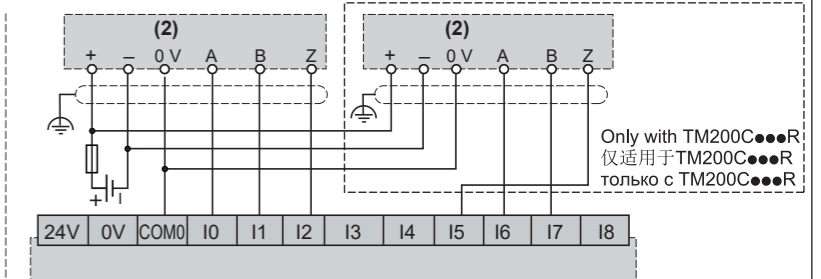 (2) (2)
+ – 0 V A B Z + – 0 V A B Z
Only with TM200C●●●R
仅适用于TM200C●●●R
только с TM200C●●●R
+ –
24V 0V COM0 I0 I1 I2 I3 I4 I5 I6 I7 I8